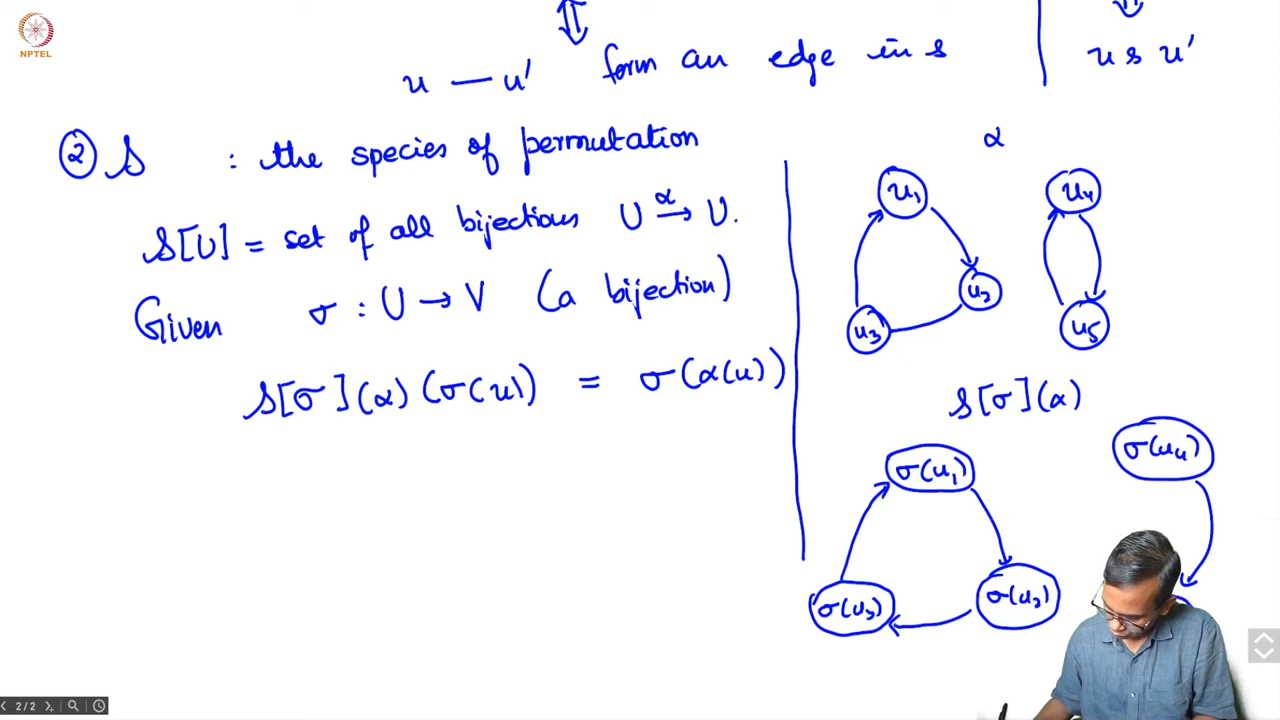 NPTEL
u — u' form an edge in s
u s u'
② S : the species of permutation
S[U] = set of all bijections U →α U.
Given σ : U → V (a bijection)
S[σ](α)(σ(u)) = σ(α(u))
α
u₁
u₂
u₃
u₄
u₅
S[σ](α)
σ(u₁)
σ(u₂)
σ(u₃)
σ(u₄)
2/2